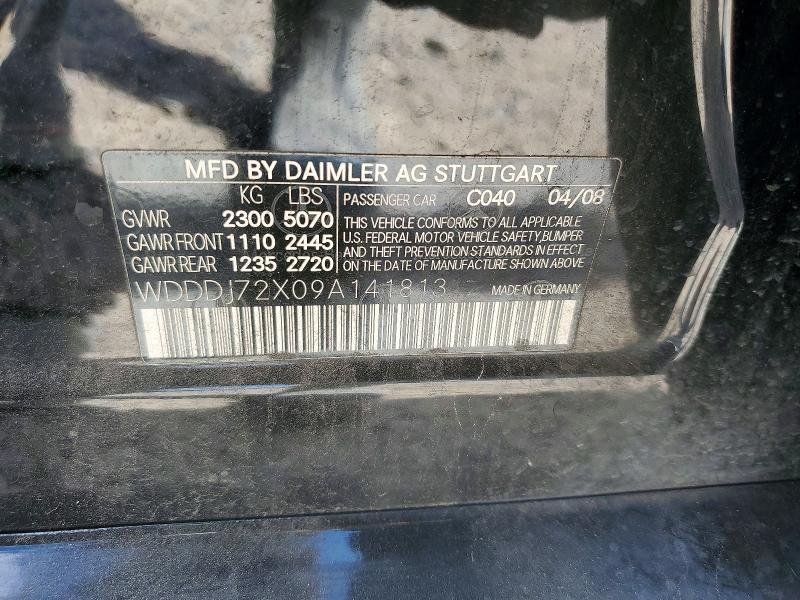 MFD BY DAIMLER AG STUTTGART
KG LBS PASSENGER CAR C040 04/08
GVWR 2300 5070 THIS VEHICLE CONFORMS TO ALL APPLICABLE
GAWR FRONT 1110 2445 U.S. FEDERAL MOTOR VEHICLE SAFETY,BUMPER
AND THEFT PREVENTION STANDARDS IN EFFECT
GAWR REAR 1235 2720 ON THE DATE OF MANUFACTURE SHOWN ABOVE
WDDDJ72X09A141813 MADE IN GERMANY